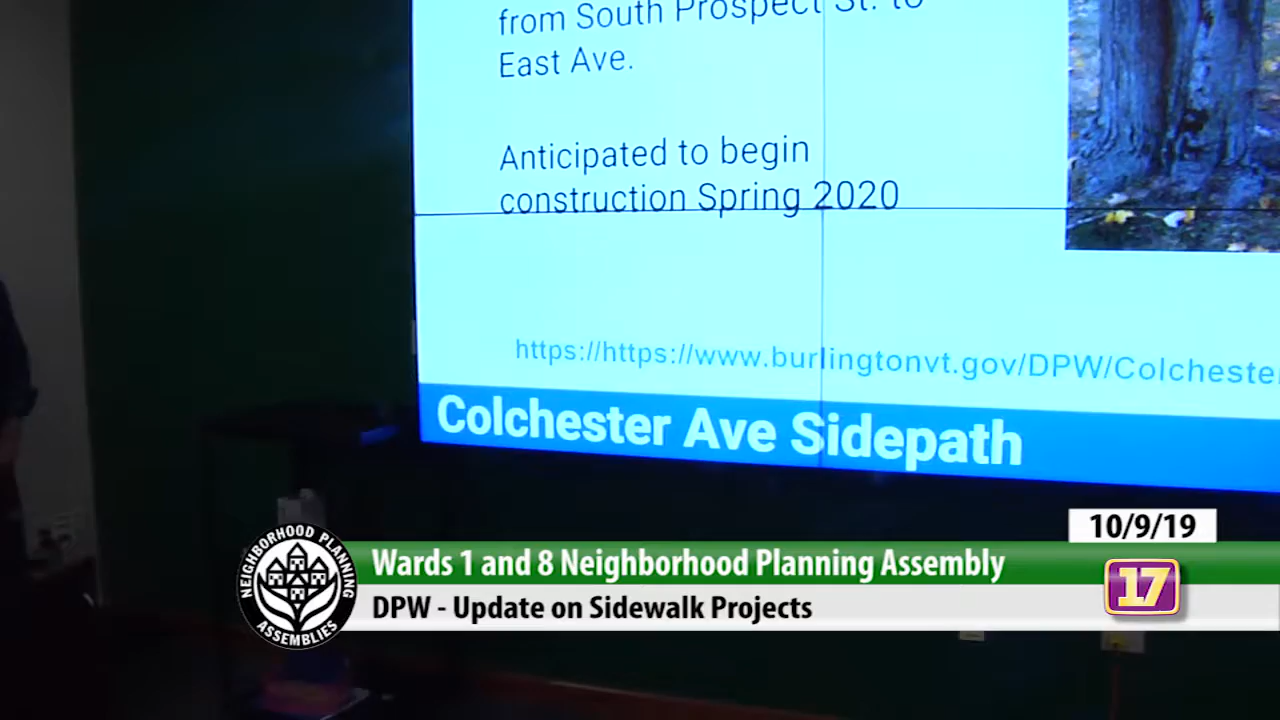 from South Prospect St. to
East Ave.
Anticipated to begin
construction Spring 2020
https://https://www.burlingtonvt.gov/DPW/Colchester
Colchester Ave Sidepath
10/9/19
NEIGHBORHOOD PLANNING
ASSEMBLIES
Wards 1 and 8 Neighborhood Planning Assembly
17
DPW - Update on Sidewalk Projects